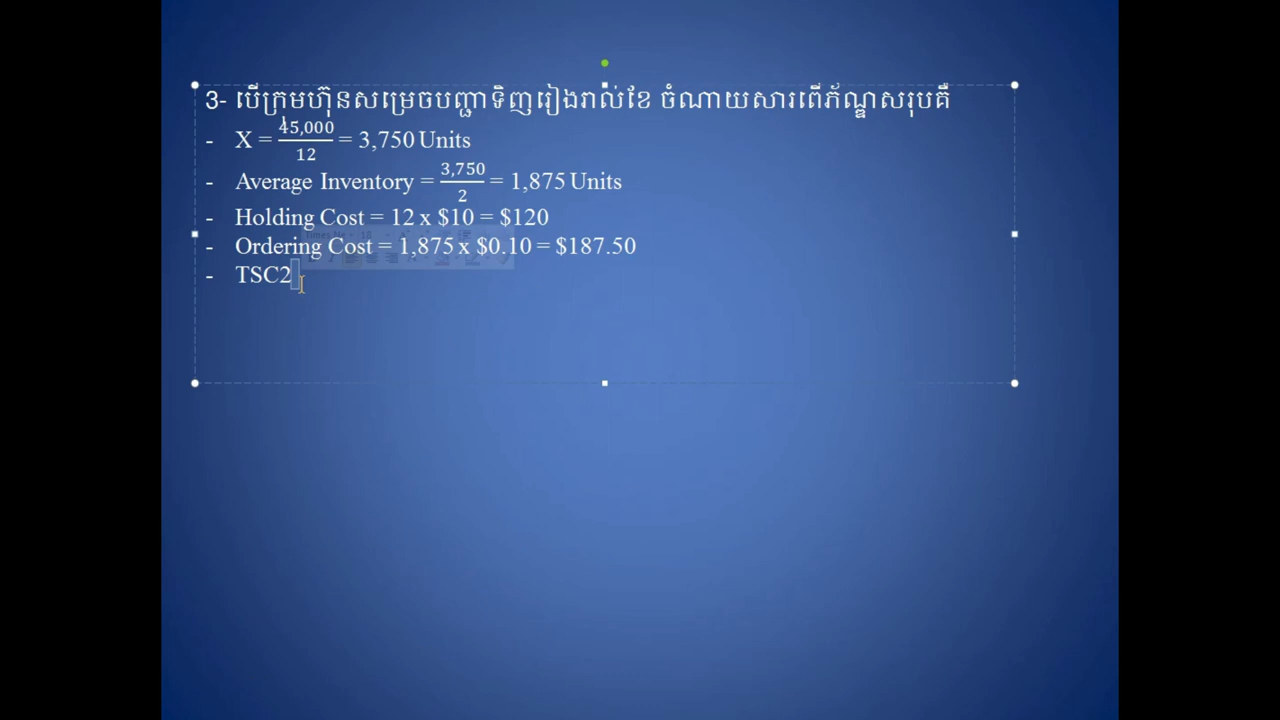 3- បើក្រុមហ៊ុនសម្រេចបញ្ជាទិញរៀងរាល់ខែ ចំណាយសារពើភ័ណ្ឌសរុបគឺ
- X = 45,000/12 = 3,750 Units
- Average Inventory = 3,750/2 = 1,875 Units
- Holding Cost = 12 x $10 = $120
- Ordering Cost = 1,875 x $0.10 = $187.50
- TSC2